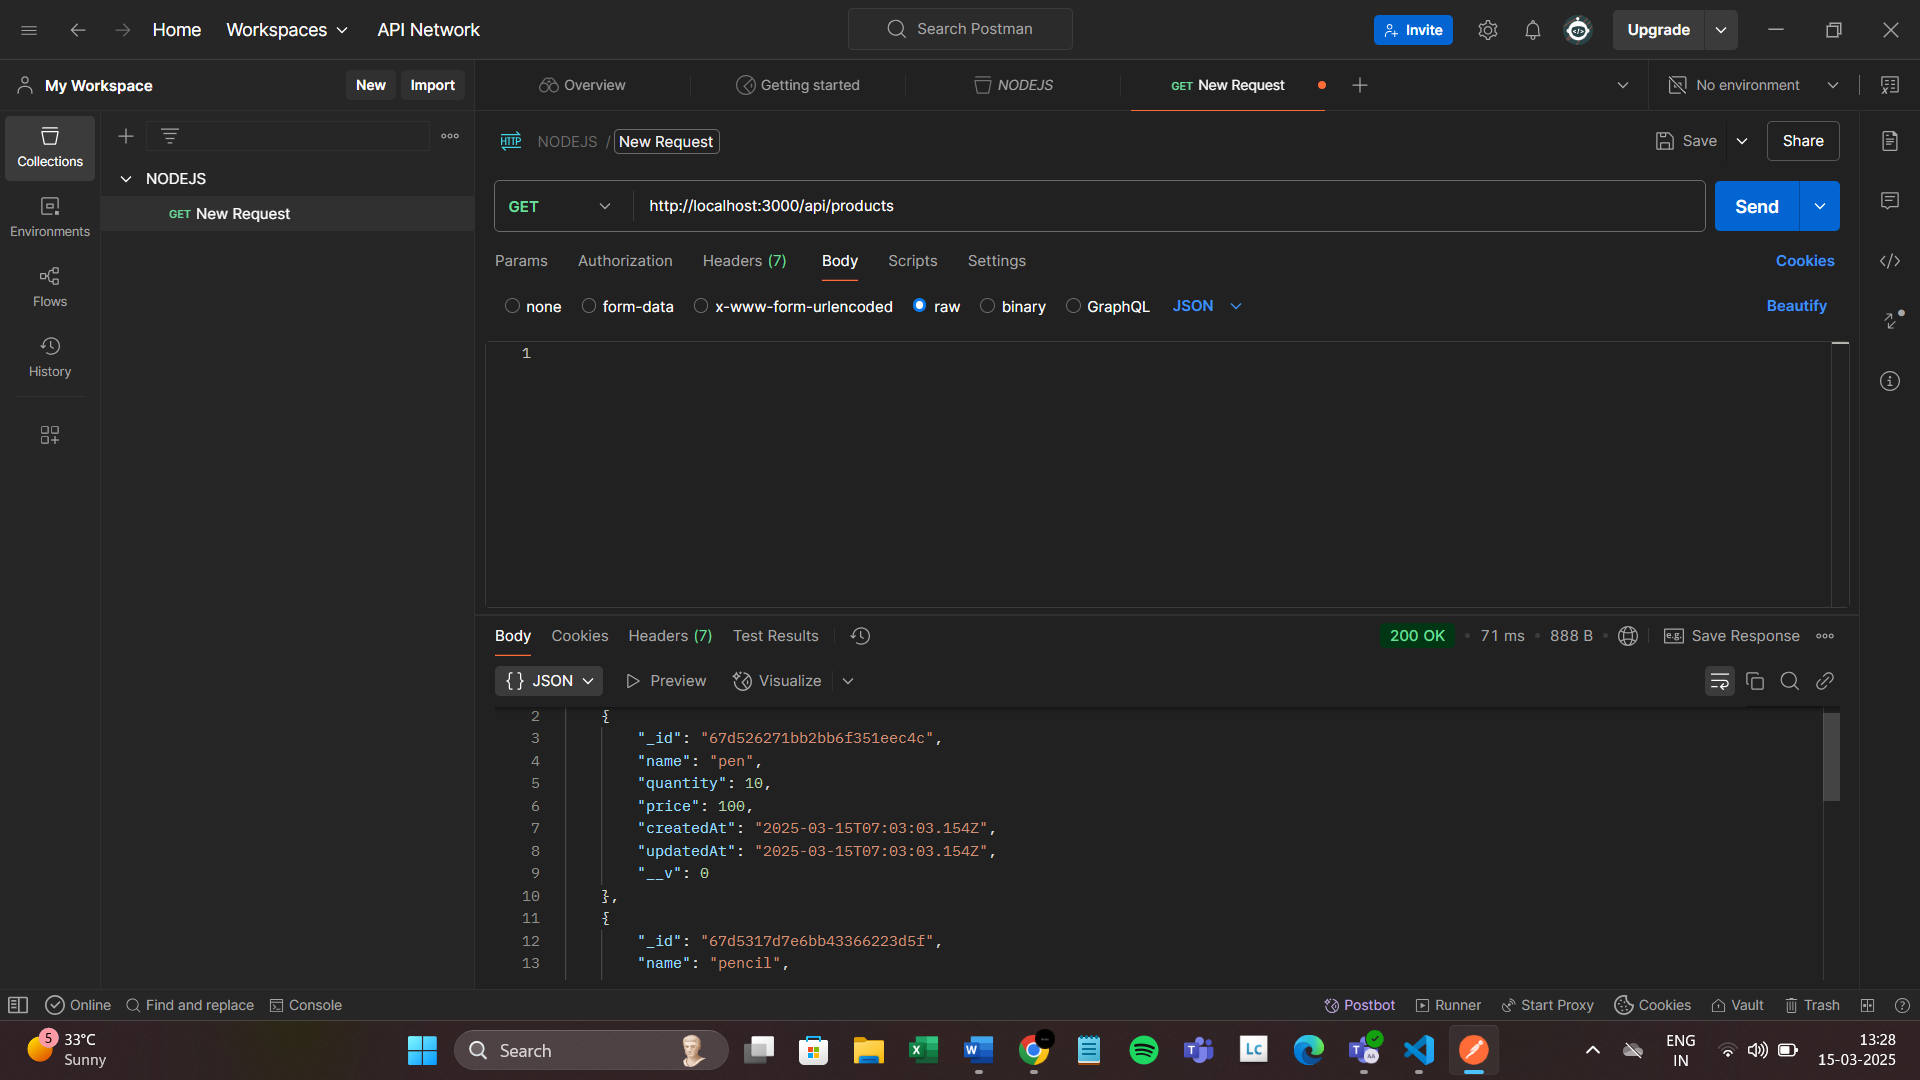 Home Workspaces API Network Search Postman Invite Upgrade
My Workspace New Import Overview Getting started NODEJS GET New Request No environment
Collections
Environments
Flows
History
NODEJS
GET New Request
HTTP NODEJS / New Request Save Share
GET http://localhost:3000/api/products Send
Params Authorization Headers (7) Body Scripts Settings Cookies
none form-data x-www-form-urlencoded raw binary GraphQL JSON Beautify
1
Body Cookies Headers (7) Test Results 200 OK • 71 ms • 888 B • e.g. Save Response
{} JSON Preview Visualize
2 {
3 "_id": "67d526271bb2bb6f351eec4c",
4 "name": "pen",
5 "quantity": 10,
6 "price": 100,
7 "createdAt": "2025-03-15T07:03:03.154Z",
8 "updatedAt": "2025-03-15T07:03:03.154Z",
9 "__v": 0
10 },
11 {
12 "_id": "67d5317d7e6bb43366223d5f",
13 "name": "pencil",
Online Find and replace Console Postbot Runner Start Proxy Cookies Vault Trash
5 33°C
Sunny
Search
LC
ENG
IN
13:28
15-03-2025